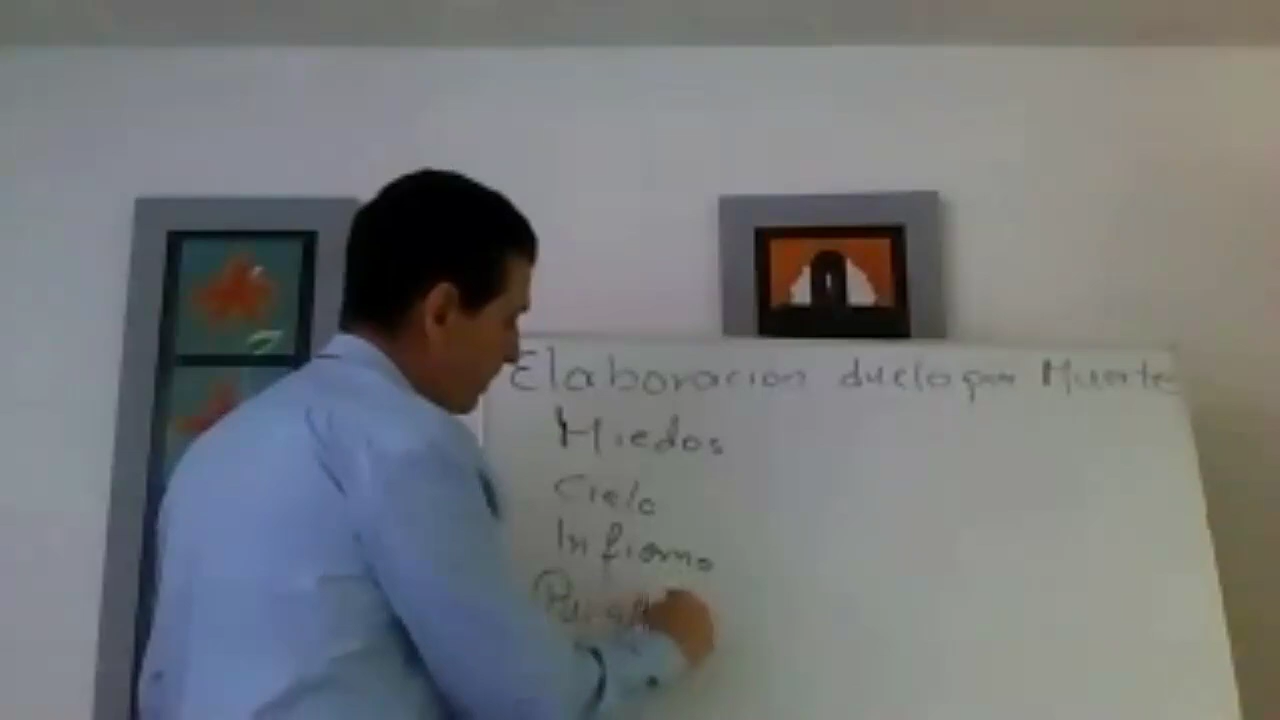 Elaboracion duelo por Muerte
Miedos
Cielo
Infierno